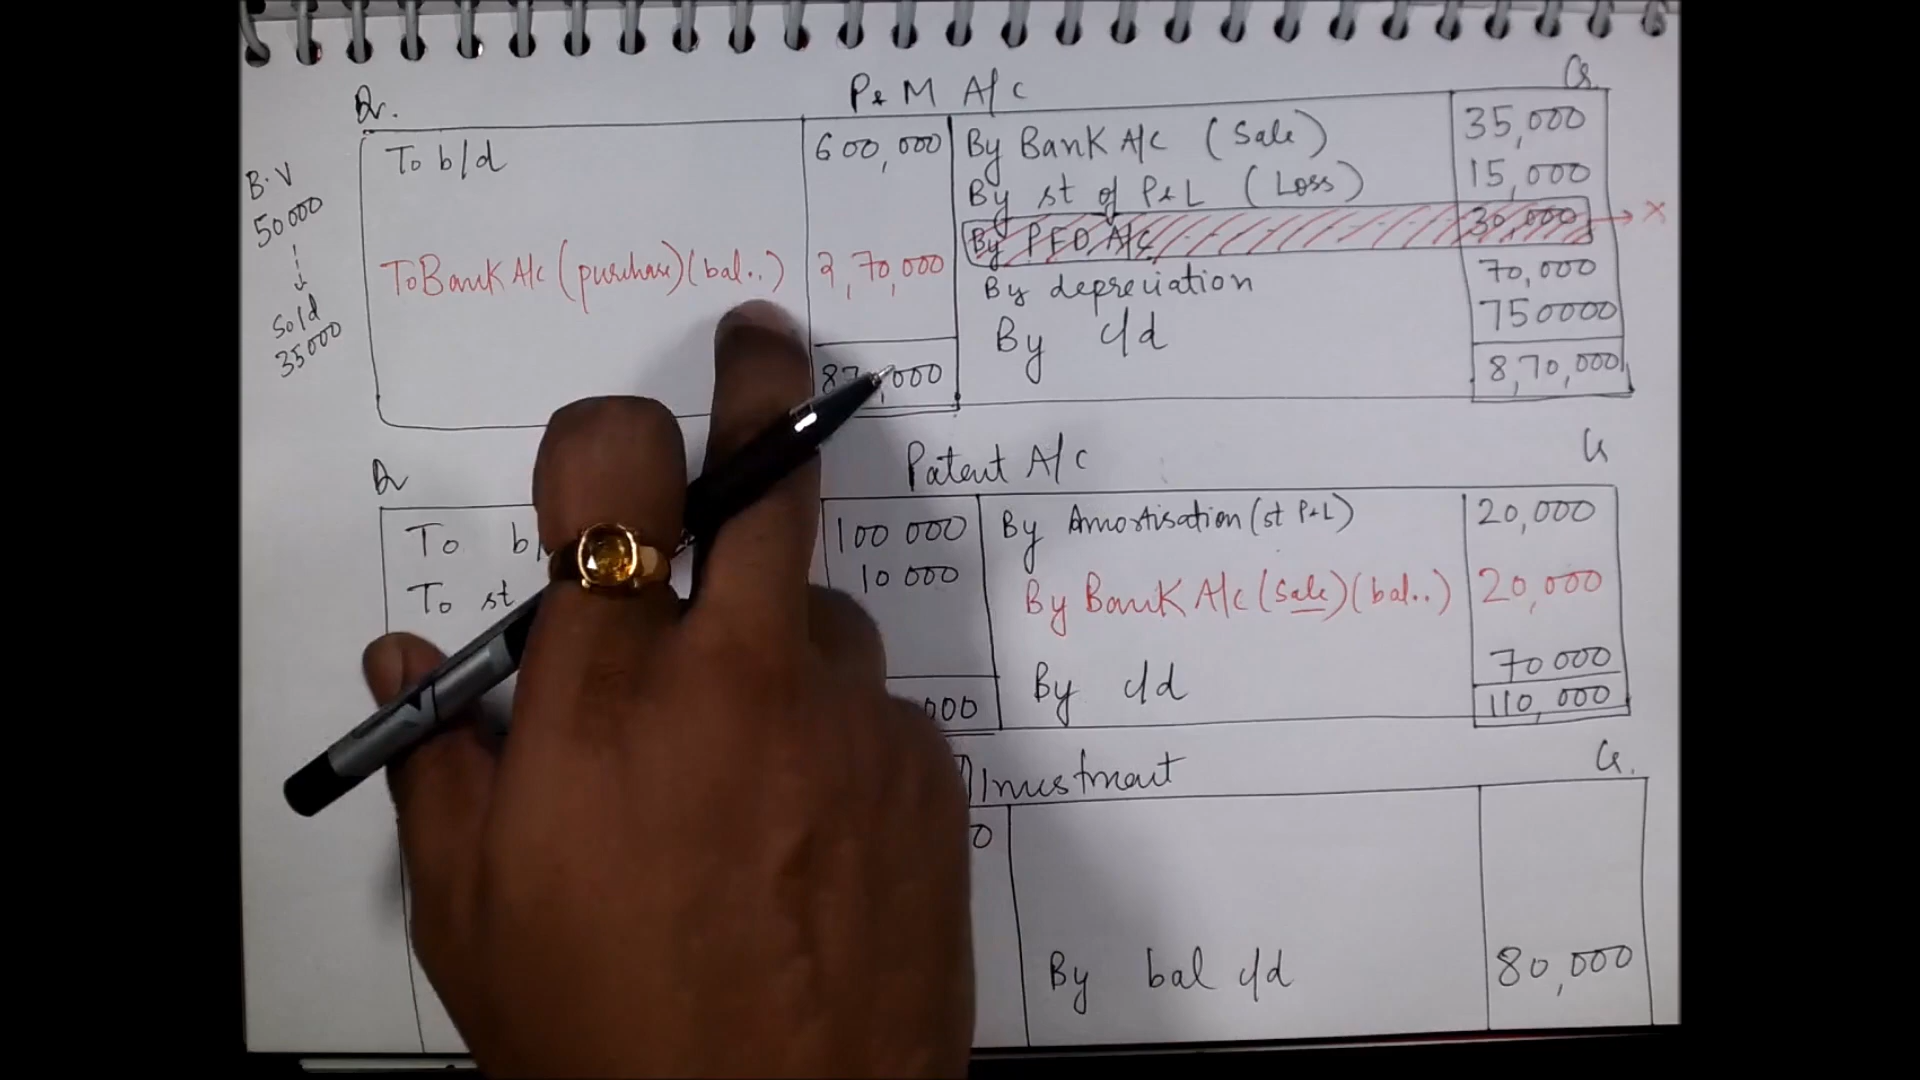 Dr. P & M A/c Cr.
To b/d 600,000 By Bank A/c (Sale) 35,000
By st of P & L (Loss) 15,000
By PFD A/c 30,000 → ×
To Bank A/c (purchase) (bal..) 2,70,000 By depreciation 70,000
By c/d 750000
000 8,70,000
B.V
50000
Sold
35000
Dr Patent A/c Cr
To 100 000 By Amortisation (st P & L) 20,000
To st 10 000 By Bank A/c (Sale) (bal..) 20,000
By c/d 70 000
000 110,000
Investment Cr.
0
By bal c/d 80,000